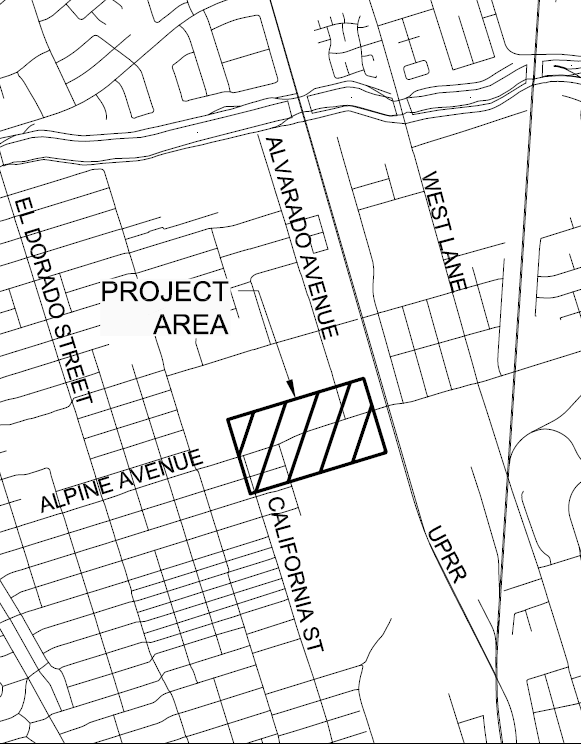 ALVARADO AVENUE
WEST LANE
EL DORADO STREET
PROJECT
AREA
ALPINE AVENUE
CALIFORNIA ST
UPRR